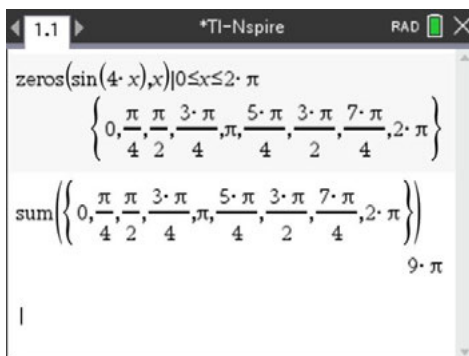 1.1 *TI-Nspire RAD
zeros(sin(4·x),x)|0≤x≤2·π
{0,π/4,π/2,3·π/4,π,5·π/4,3·π/2,7·π/4,2·π}
sum({0,π/4,π/2,3·π/4,π,5·π/4,3·π/2,7·π/4,2·π})
9·π